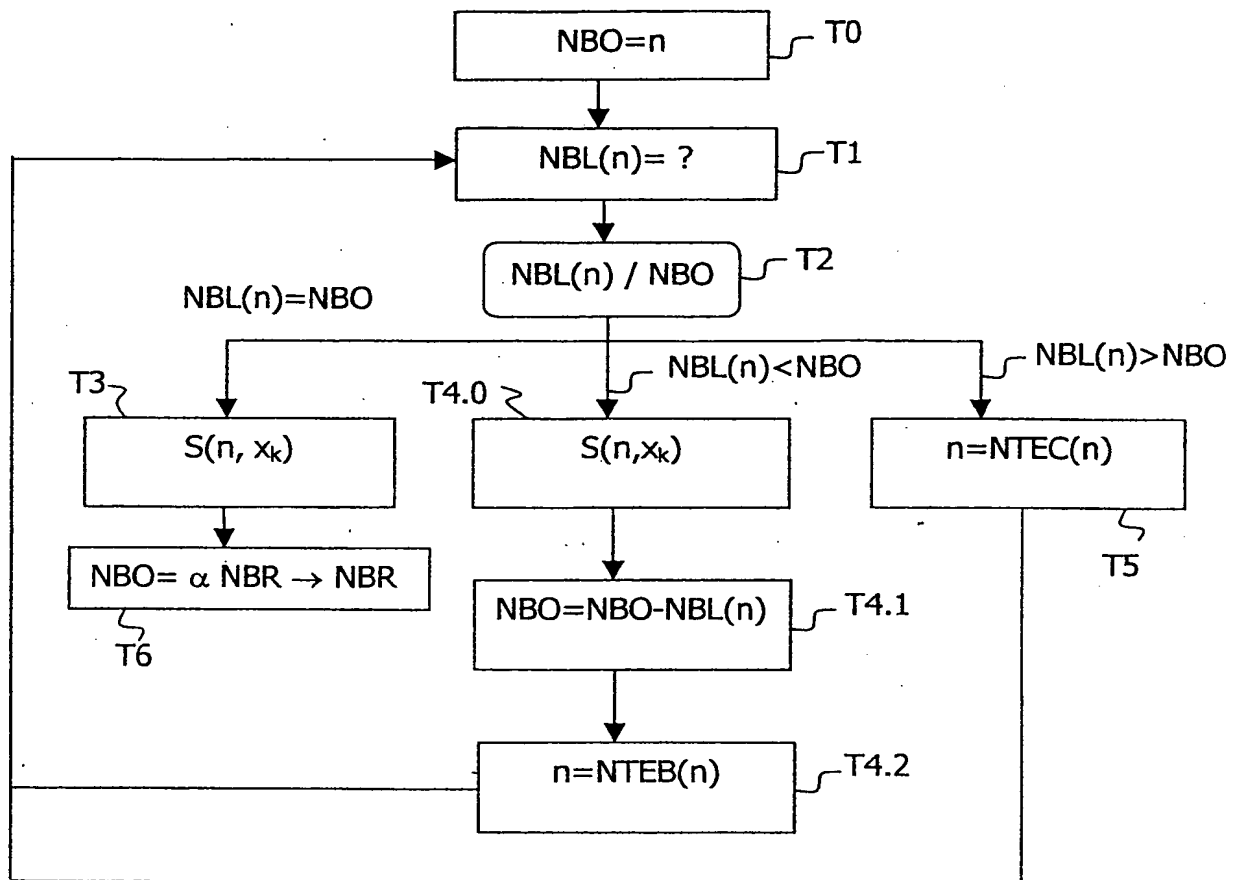 NBO=n
T0
NBL(n)= ?
T1
NBL(n) / NBO
T2
NBL(n)=NBO
NBL(n)<NBO
NBL(n)>NBO
T3
T4.0
S(n, xₖ)
S(n,xₖ)
n=NTEC(n)
T5
NBO= α NBR → NBR
T6
NBO=NBO-NBL(n)
T4.1
n=NTEB(n)
T4.2